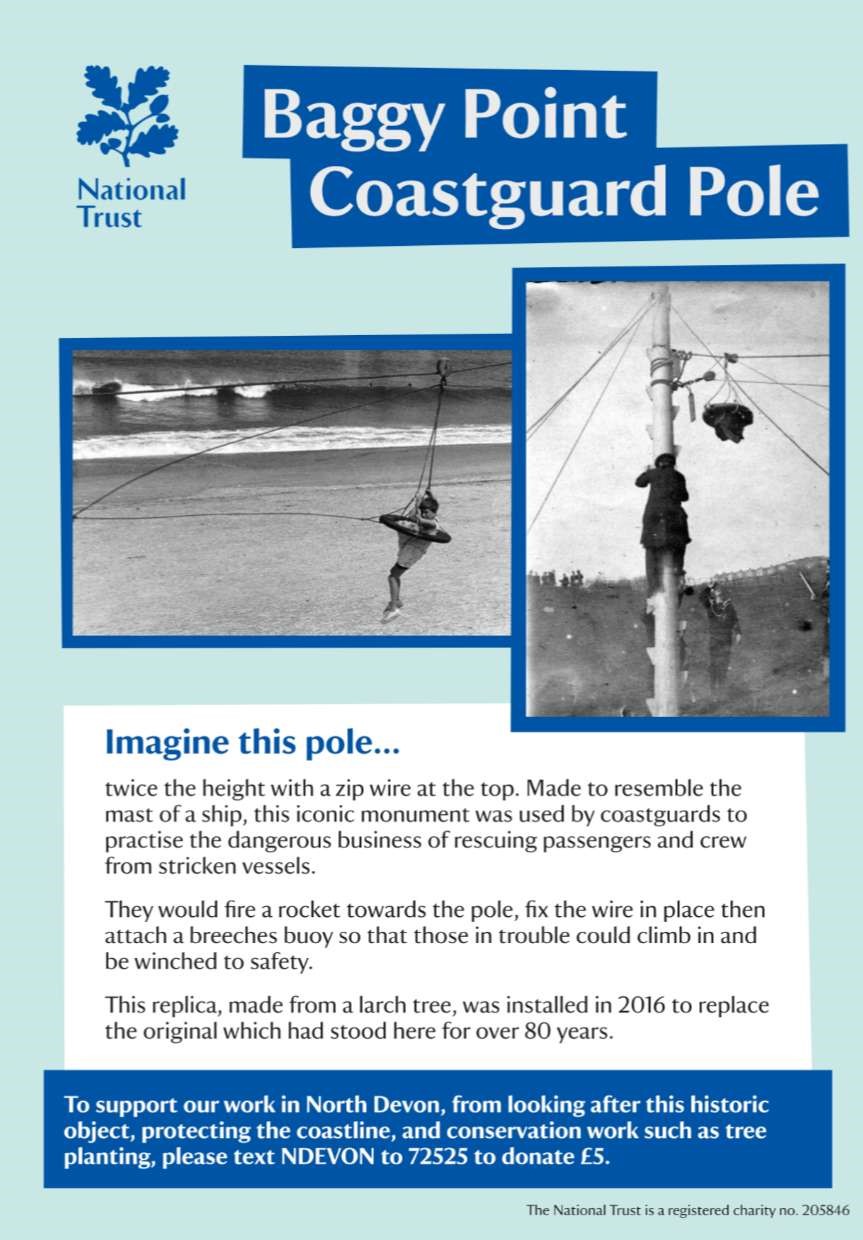 National
Trust
Baggy Point
Coastguard Pole
Imagine this pole...
twice the height with a zip wire at the top. Made to resemble the
mast of a ship, this iconic monument was used by coastguards to
practise the dangerous business of rescuing passengers and crew
from stricken vessels.
They would fire a rocket towards the pole, fix the wire in place then
attach a breeches buoy so that those in trouble could climb in and
be winched to safety.
This replica, made from a larch tree, was installed in 2016 to replace
the original which had stood here for over 80 years.
To support our work in North Devon, from looking after this historic
object, protecting the coastline, and conservation work such as tree
planting, please text NDEVON to 72525 to donate £5.
The National Trust is a registered charity no. 205846